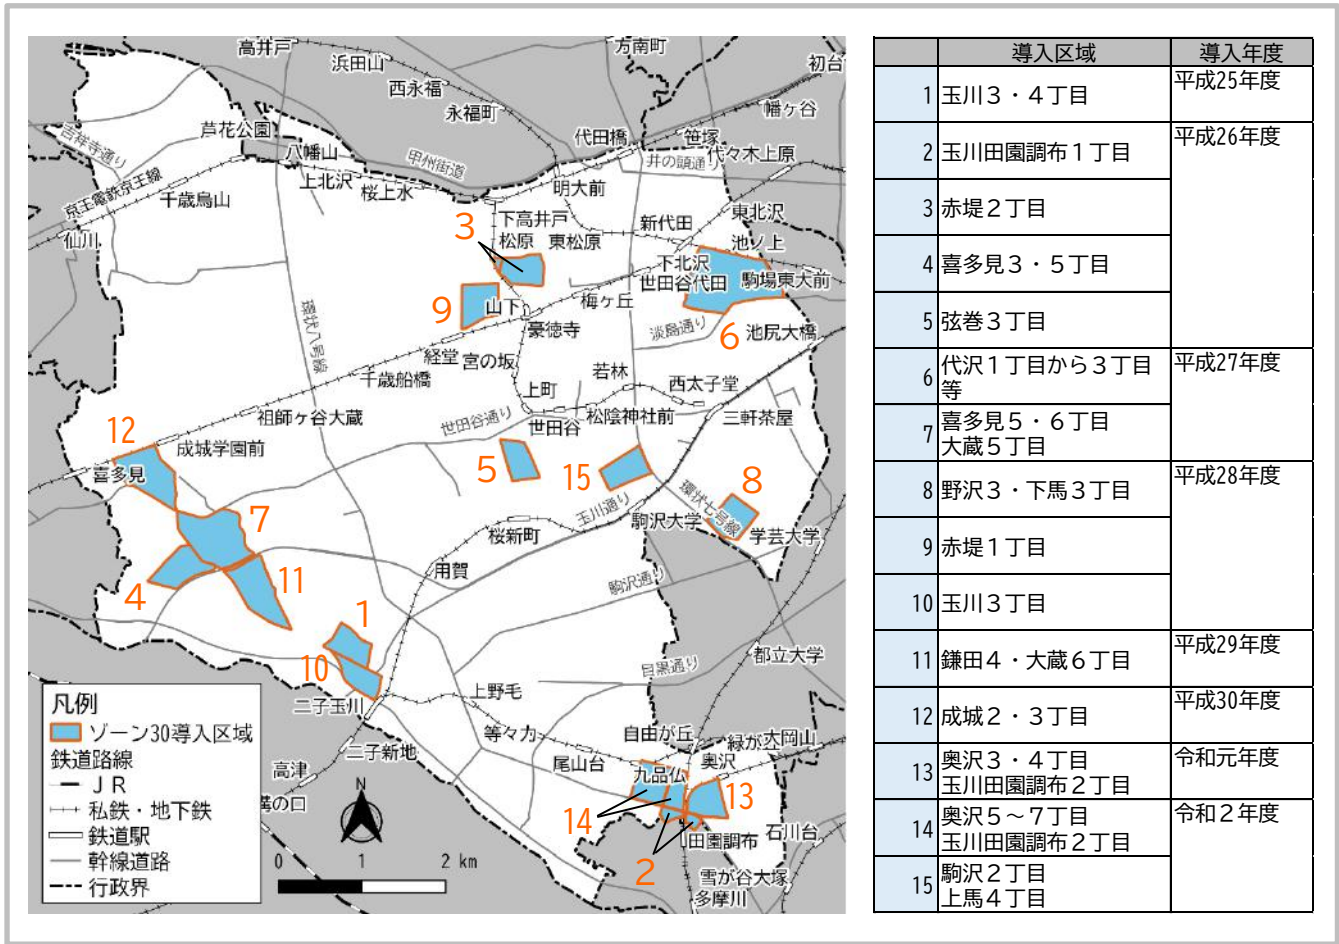 高井戸
方南町
浜田山
初台
西永福
永福町
幡ヶ谷
吉祥寺通り
芦花公園
代田橋
笹塚
八幡山
甲州街道
井の頭通り
代々木上原
京王電鉄京王線
千歳烏山
上北沢
桜上水
明大前
仙川
3
下高井戸
新代田
東北沢
松原
東松原
池ノ上
下北沢
世田谷代田
駒場東大前
環状八号線
9
山下
梅ヶ丘
豪徳寺
淡島通り
6
池尻大橋
経堂
宮の坂
千歳船橋
若林
西太子堂
上町
祖師ヶ谷大蔵
世田谷通り
世田谷
松陰神社前
三軒茶屋
12
成城学園前
喜多見
5
15
8
環状七号線
7
玉川通り
駒沢大学
学芸大学
桜新町
用賀
4
11
駒沢通り
1
10
目黒通り
都立大学
上野毛
二子玉川
等々力
自由が丘
緑が丘
大岡山
二子新地
尾山台
九品仏
奥沢
高津
13
溝の口
14
田園調布
石川台
2
雪が谷大塚
多摩川
凡例
ゾーン30導入区域
鉄道路線
JR
私鉄・地下鉄
鉄道駅
幹線道路
行政界
N
0 1 2 km
導入区域 導入年度
1 玉川3・4丁目 平成25年度
2 玉川田園調布1丁目 平成26年度
3 赤堤2丁目
4 喜多見3・5丁目
5 弦巻3丁目
6 代沢1丁目から3丁目
等
平成27年度
7 喜多見5・6丁目
大蔵5丁目
8 野沢3・下馬3丁目 平成28年度
9 赤堤1丁目
10 玉川3丁目
11 鎌田4・大蔵6丁目 平成29年度
12 成城2・3丁目 平成30年度
13 奥沢3・4丁目
玉川田園調布2丁目
令和元年度
14 奥沢5~7丁目
玉川田園調布2丁目
令和2年度
15 駒沢2丁目
上馬4丁目